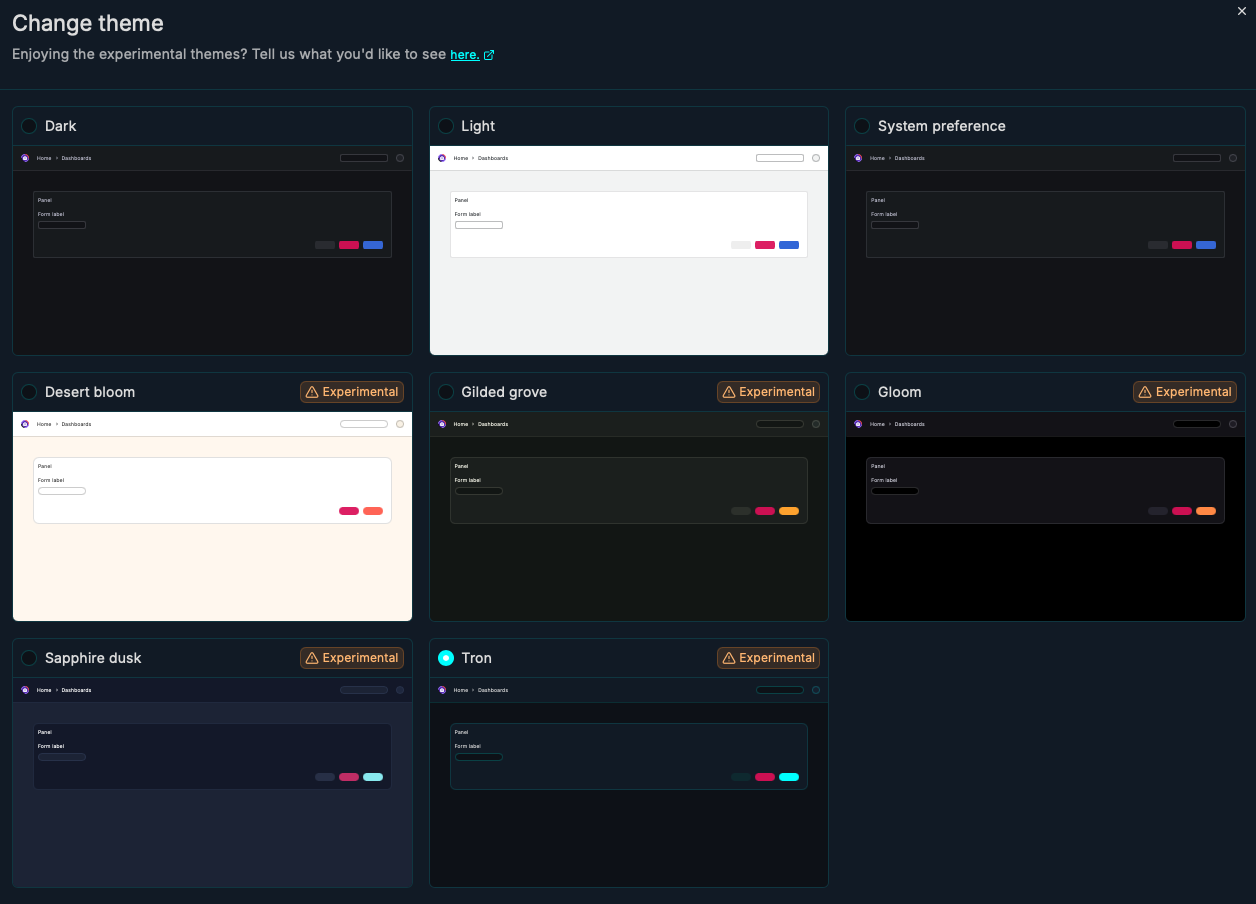 Change theme
Enjoying the experimental themes? Tell us what you'd like to see here.
Dark
Light
System preference
Home › Dashboards
Home › Dashboards
Home › Dashboards
Panel
Panel
Panel
Form label
Form label
Form label
Desert bloom
Experimental
Gilded grove
Experimental
Gloom
Experimental
Home › Dashboards
Home › Dashboards
Home › Dashboards
Panel
Panel
Panel
Form label
Form label
Form label
Sapphire dusk
Experimental
Tron
Experimental
Home › Dashboards
Home › Dashboards
Panel
Panel
Form label
Form label